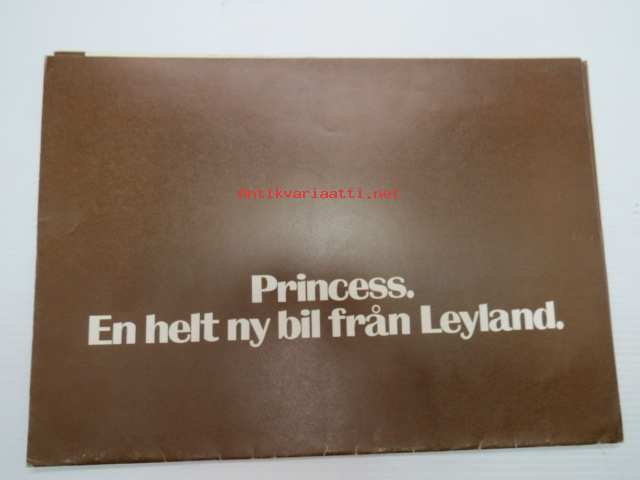 Antikvariaatti.net
Princess.
En helt ny bil från Leyland.